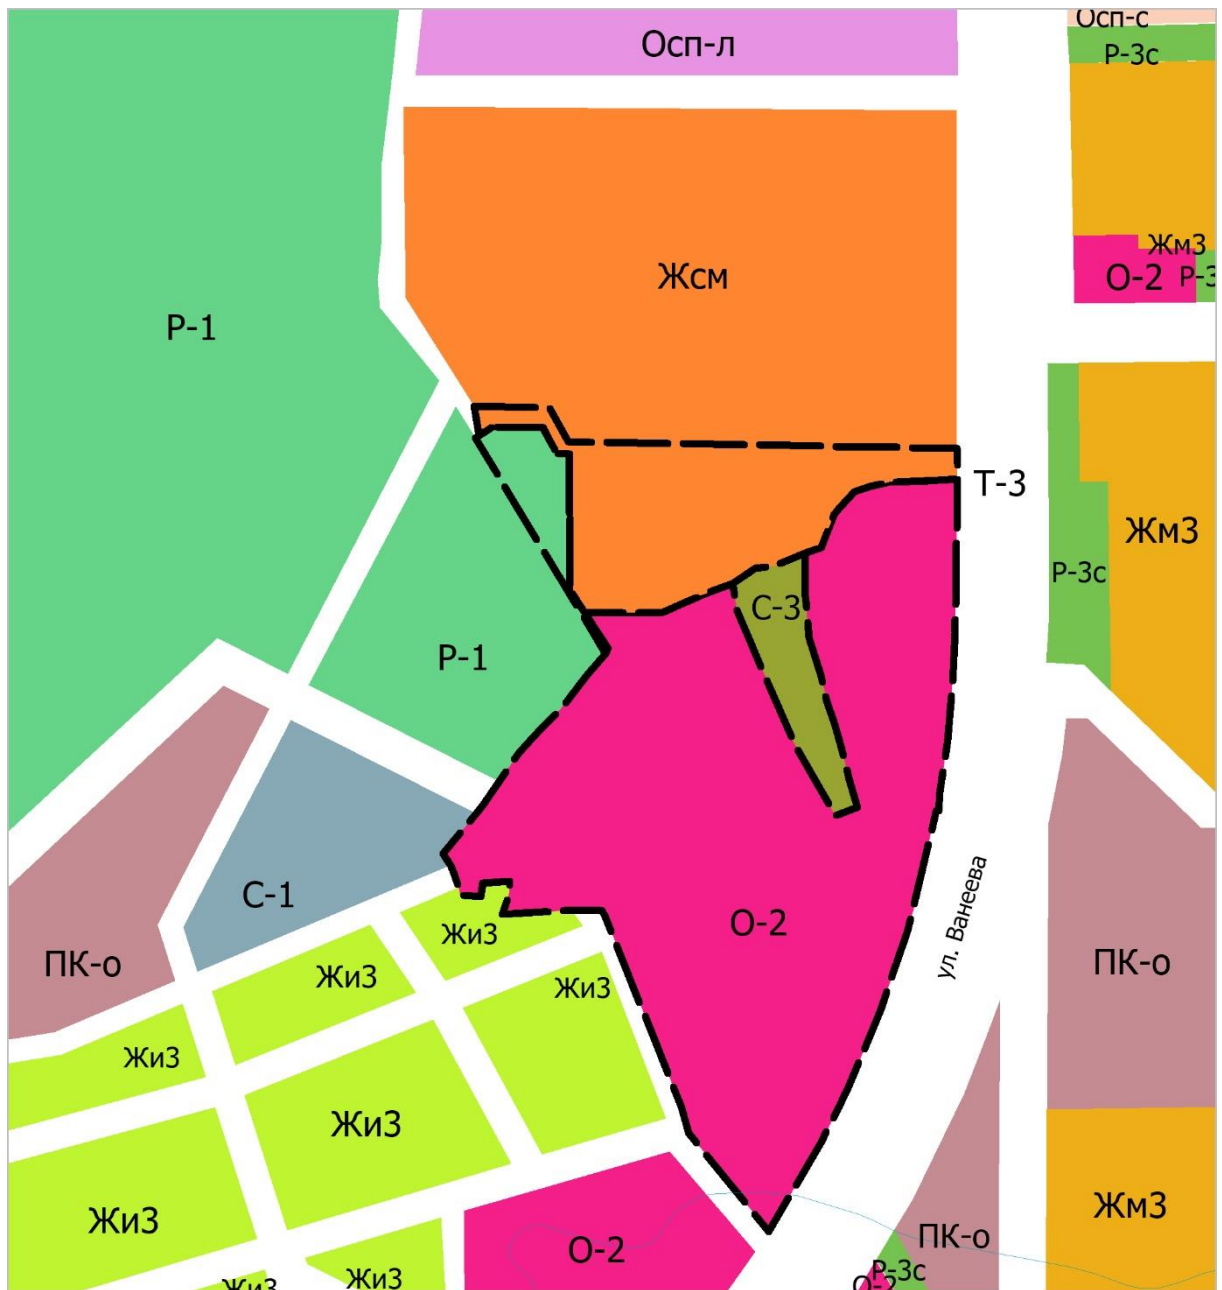 Осп-с
Осп-л
Р-3с
Жм3
Жсм
О-2
Р-3
Р-1
Т-3
Жм3
Р-3с
С-3
Р-1
ул. Ванеева
С-1
О-2
Жи3
ПК-о
ПК-о
Жи3
Жи3
Жи3
Жи3
Жм3
Жи3
ПК-о
О-2
Р-3с
Жи3
Жи3
О-2